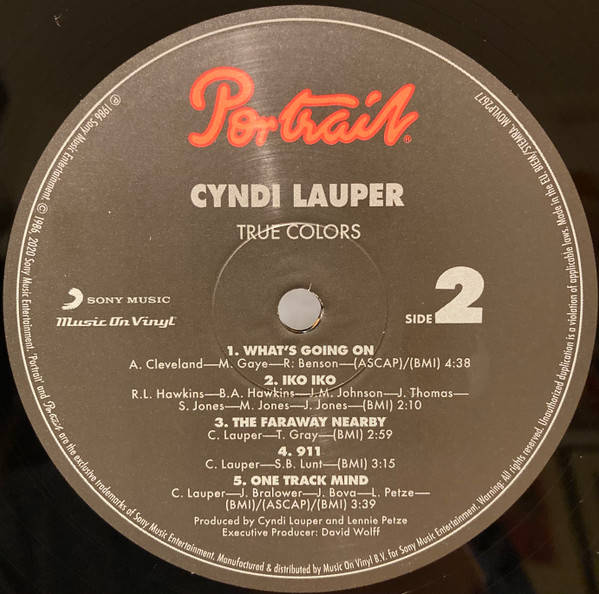 Portrait®
CYNDI LAUPER
TRUE COLORS
SONY MUSIC
Music On Vinyl
SIDE 2
1. WHAT'S GOING ON
A. Cleveland—M. Gaye—R. Benson—(ASCAP)/(BMI) 4:38
2. IKO IKO
R.L. Hawkins—B.A. Hawkins—J.M. Johnson—J. Thomas—
S. Jones—M. Jones—J. Jones—(BMI) 2:10
3. THE FARAWAY NEARBY
C. Lauper—T. Gray—(BMI) 2:59
4. 911
C. Lauper—S.B. Lunt—(BMI) 3:15
5. ONE TRACK MIND
C. Lauper—J. Bralower—J. Bova—L. Petze—
(BMI)/(ASCAP)/(BMI) 3:39
Produced by Cyndi Lauper and Lennie Petze
Executive Producer: David Wolff
℗ 1986 Sony Music Entertainment. © 1986, 2020 Sony Music Entertainment. 'Portrait' and Portrait are the exclusive trademarks of Sony Music Entertainment. Manufactured & distributed by Music On Vinyl B.V. For Sony Music Entertainment. Warning: All rights reserved. Unauthorized duplication is a violation of applicable laws. Made in the EU. BIEM/STEMRA. MOVLP2677